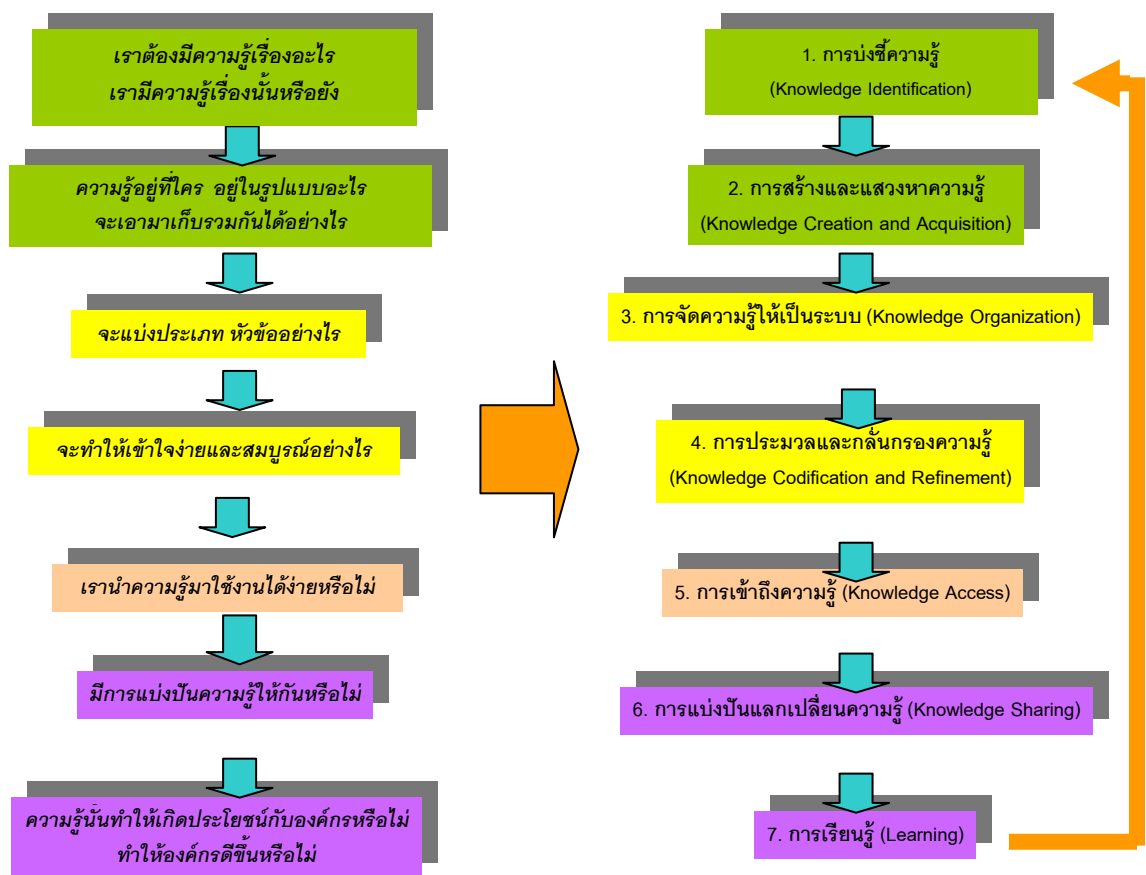 เราต้องมีความรู้เรื่องอะไร
เรามีความรู้เรื่องนั้นหรือยัง
ความรู้อยู่ที่ใคร อยู่ในรูปแบบอะไร
จะเอามาเก็บรวมกันได้อย่างไร
จะแบ่งประเภท หัวข้ออย่างไร
จะทำให้เข้าใจง่ายและสมบูรณ์อย่างไร
เรานำความรู้มาใช้งานได้ง่ายหรือไม่
มีการแบ่งปันความรู้ให้กันหรือไม่
ความรู้นั้นทำให้เกิดประโยชน์กับองค์กรหรือไม่
ทำให้องค์กรดีขึ้นหรือไม่
1. การบ่งชี้ความรู้
(Knowledge Identification)
2. การสร้างและแสวงหาความรู้
(Knowledge Creation and Acquisition)
3. การจัดความรู้ให้เป็นระบบ (Knowledge Organization)
4. การประมวลและกลั่นกรองความรู้
(Knowledge Codification and Refinement)
5. การเข้าถึงความรู้ (Knowledge Access)
6. การแบ่งปันแลกเปลี่ยนความรู้ (Knowledge Sharing)
7. การเรียนรู้ (Learning)